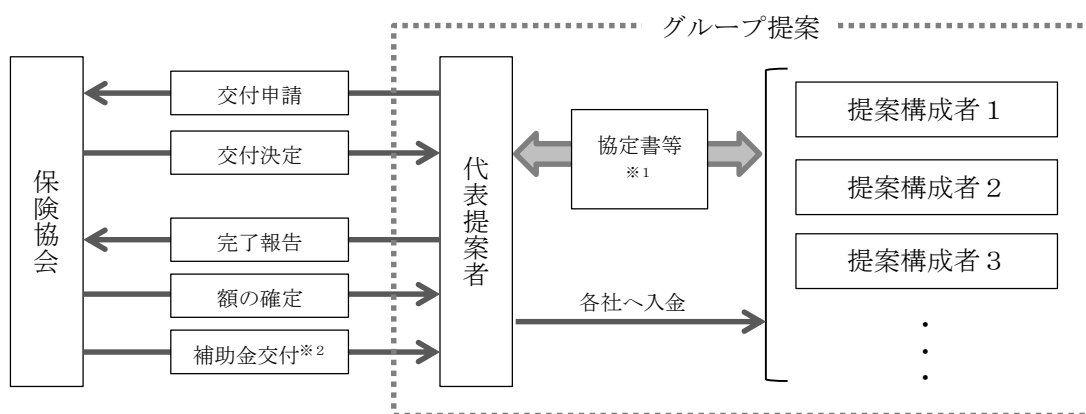 グループ提案
保険協会
交付申請
交付決定
完了報告
額の確定
補助金交付※2
代表提案者
協定書等
※1
各社へ入金
提案構成者1
提案構成者2
提案構成者3
・
・
・